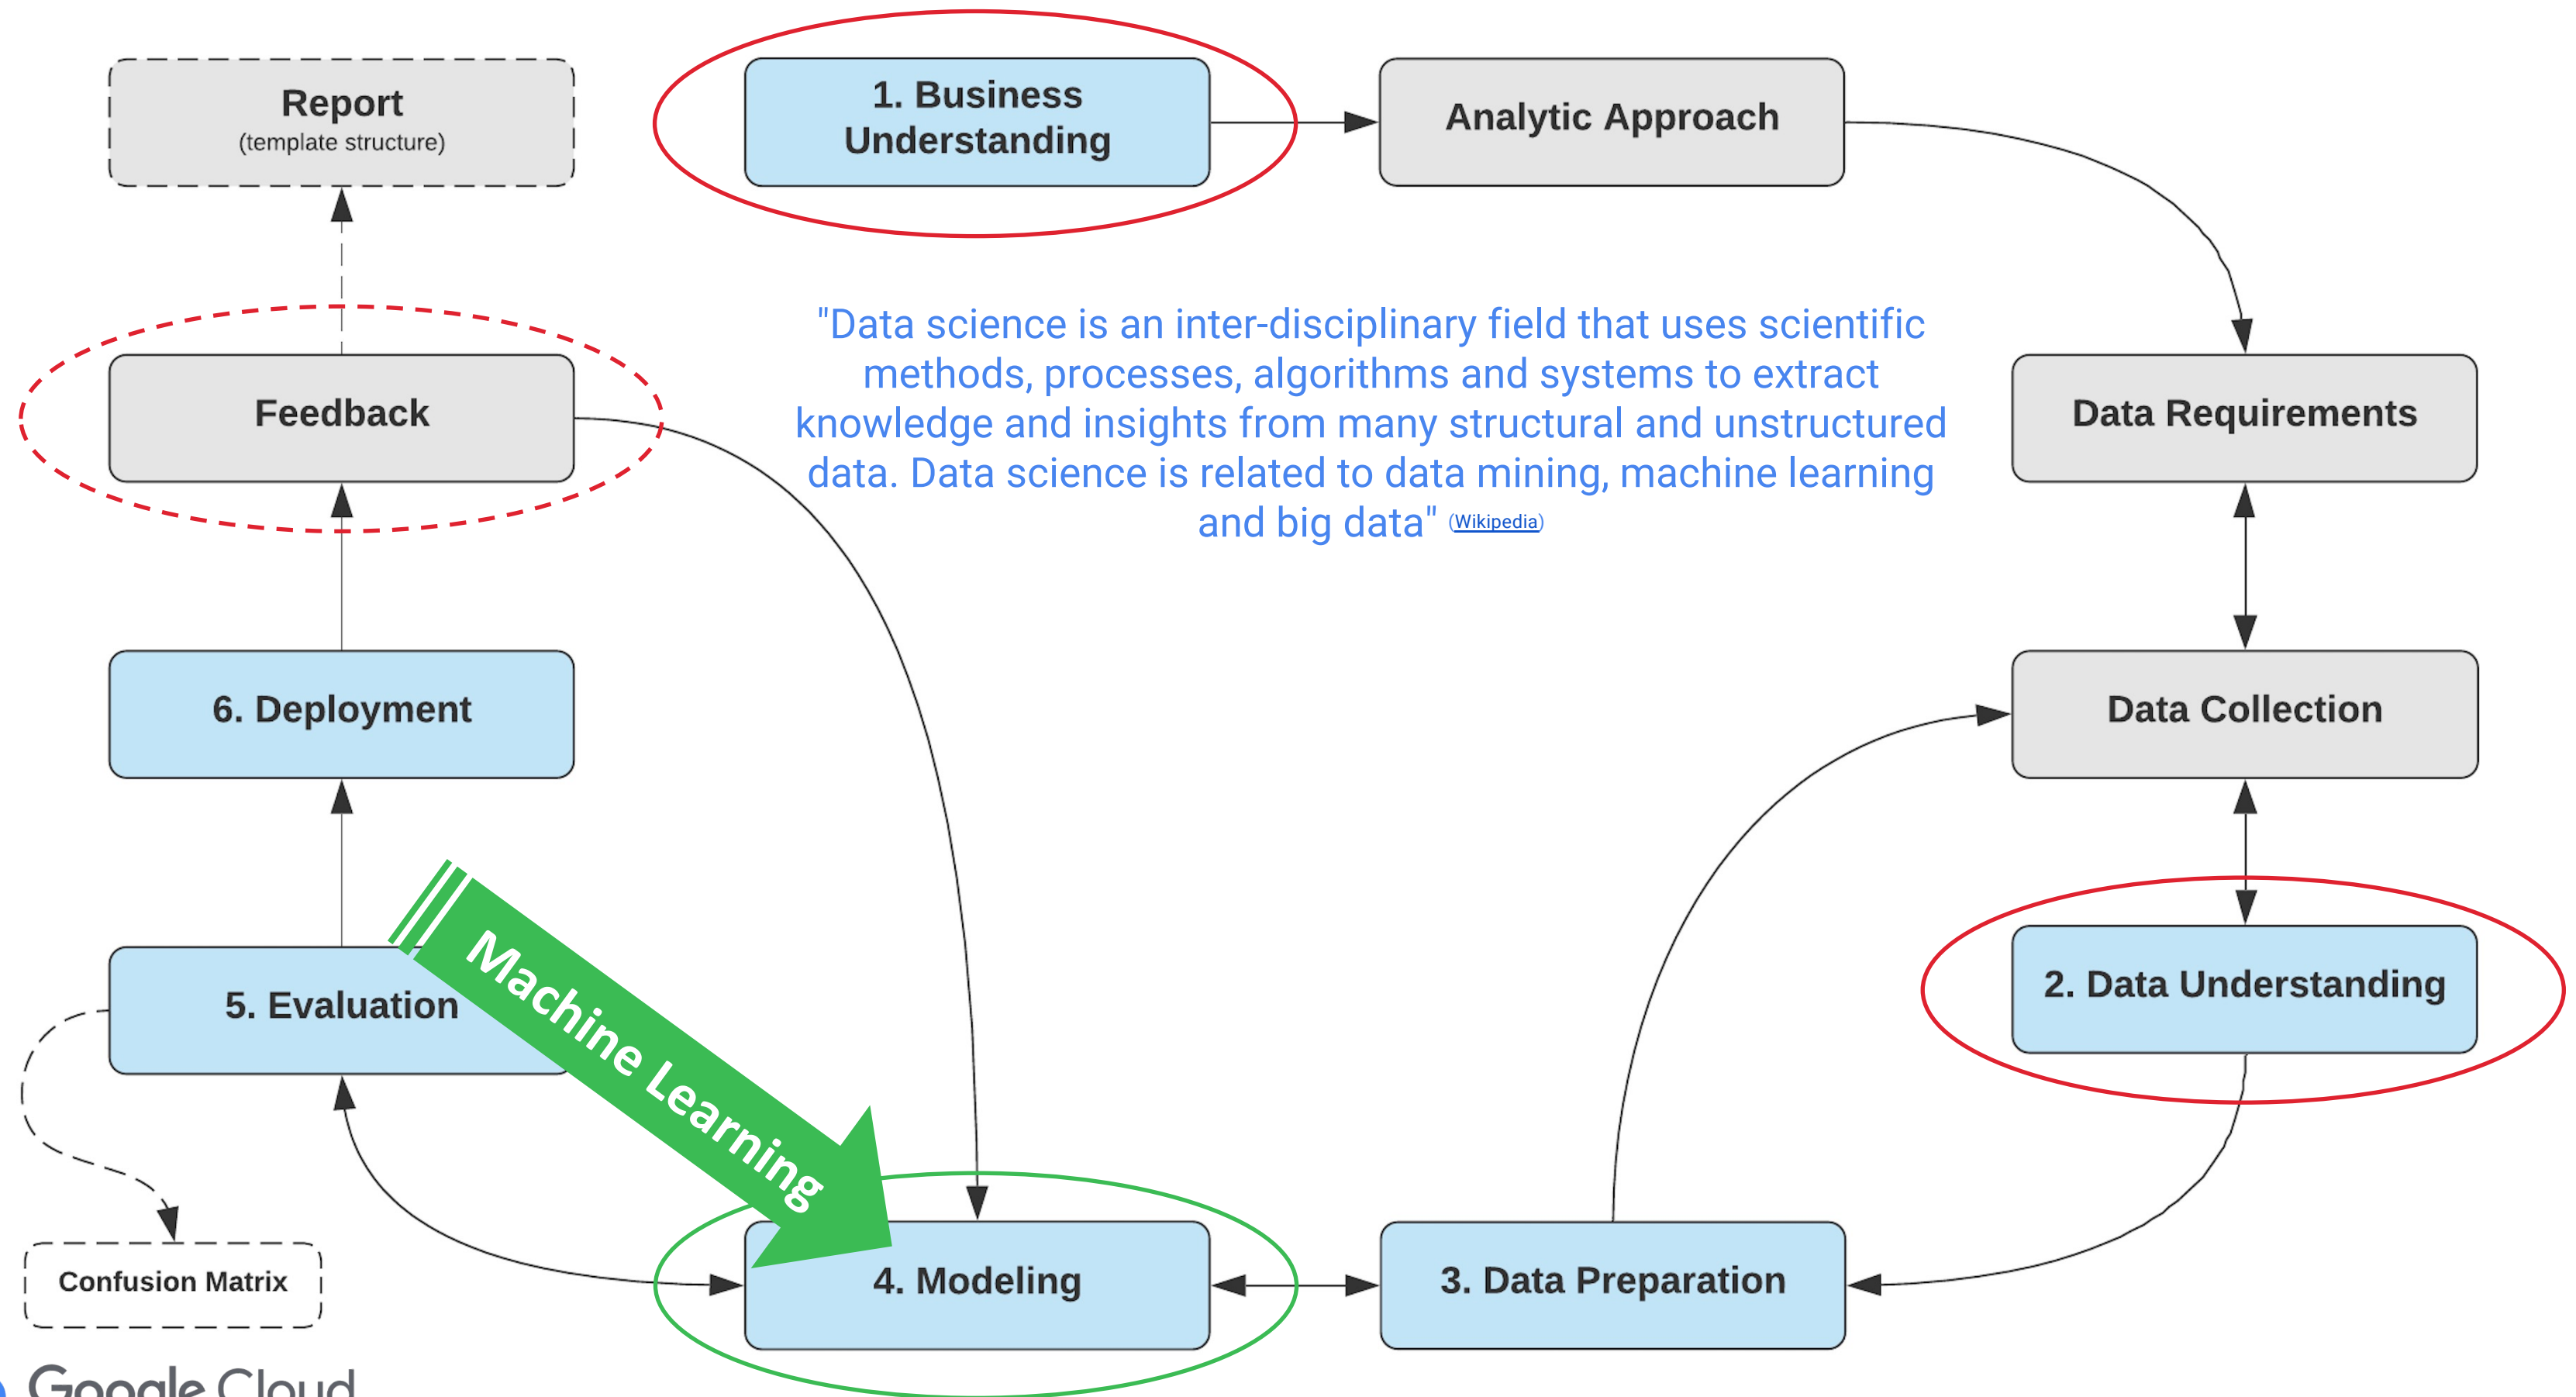 Report
(template structure)
1. Business
Understanding
Analytic Approach
"Data science is an inter-disciplinary field that uses scientific
methods, processes, algorithms and systems to extract
knowledge and insights from many structural and unstructured
data. Data science is related to data mining, machine learning
and big data" (Wikipedia)
Feedback
Data Requirements
6. Deployment
Data Collection
Machine Learning
5. Evaluation
2. Data Understanding
Confusion Matrix
4. Modeling
3. Data Preparation
Google Cloud